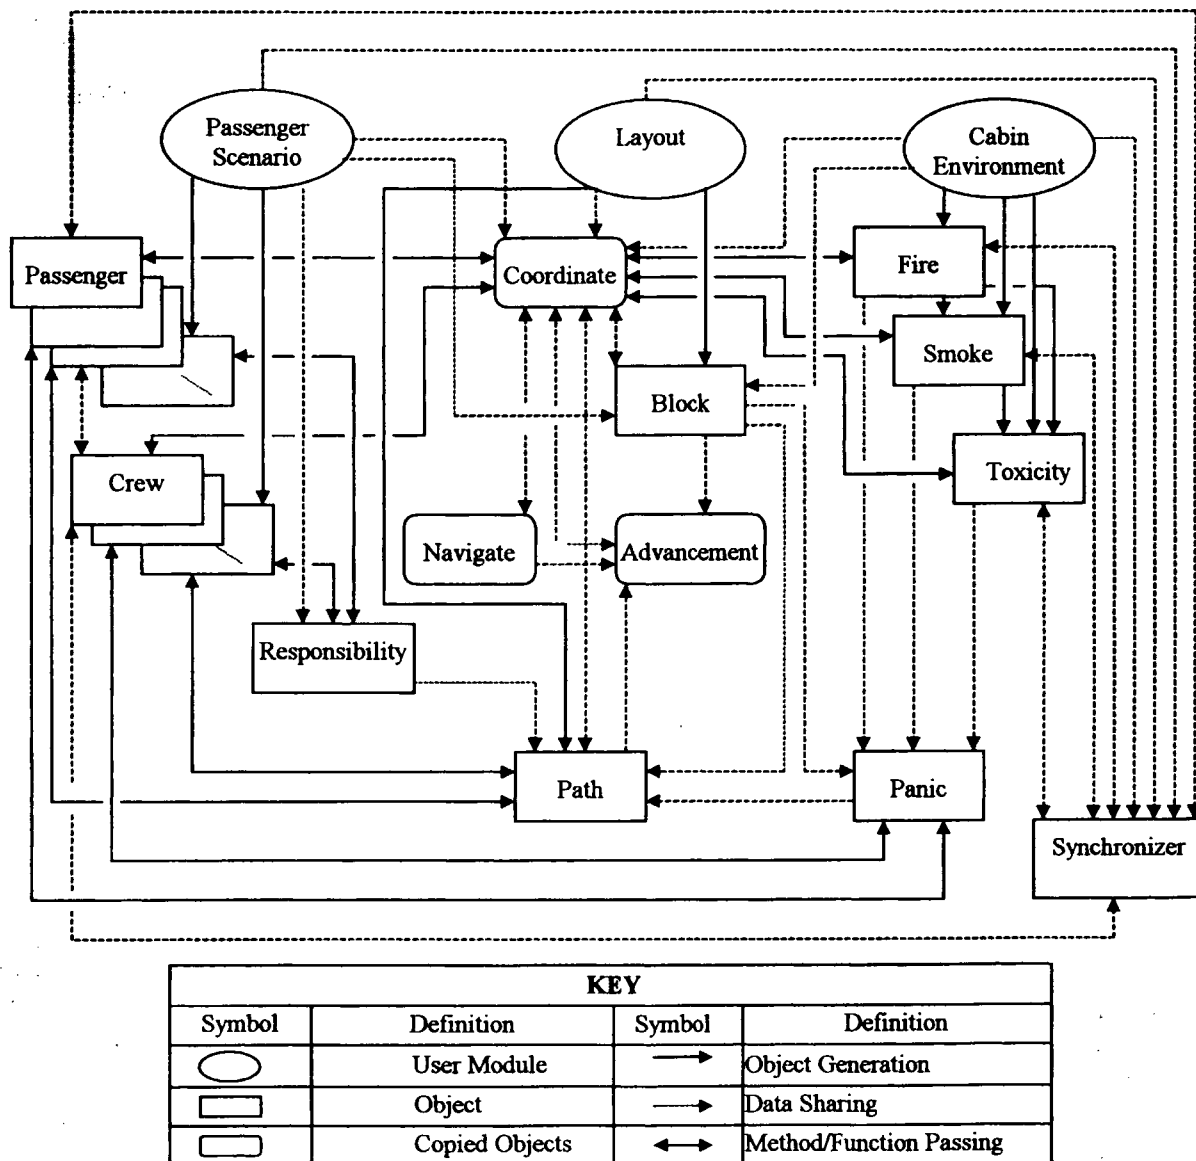 Passenger
Scenario
Layout
Cabin
Environment
Passenger
Coordinate
Fire
Smoke
Block
Crew
Toxicity
Navigate
Advancement
Responsibility
Path
Panic
Synchronizer
KEY
Symbol Definition Symbol Definition
User Module Object Generation
Object Data Sharing
Copied Objects Method/Function Passing